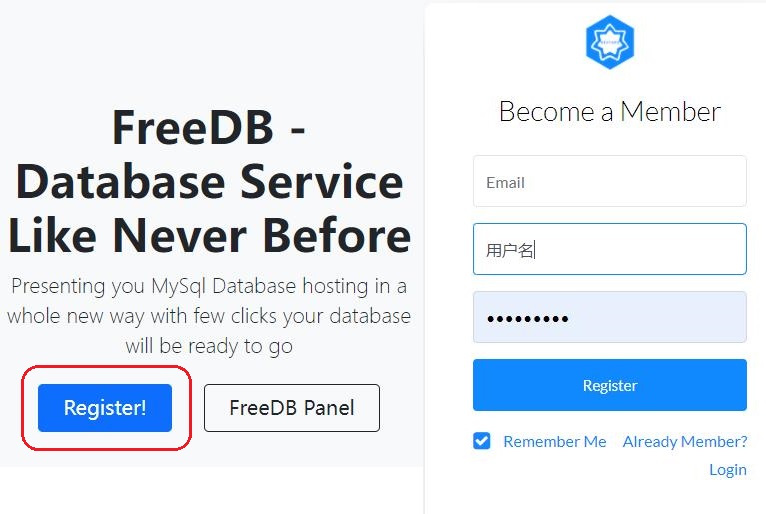 FreeDB -
Database Service
Like Never Before
Presenting you MySql Database hosting in a
whole new way with few clicks your database
will be ready to go
Register!
FreeDB Panel
Become a Member
Email
用户名
•••••••••
Register
Remember Me
Already Member?
Login